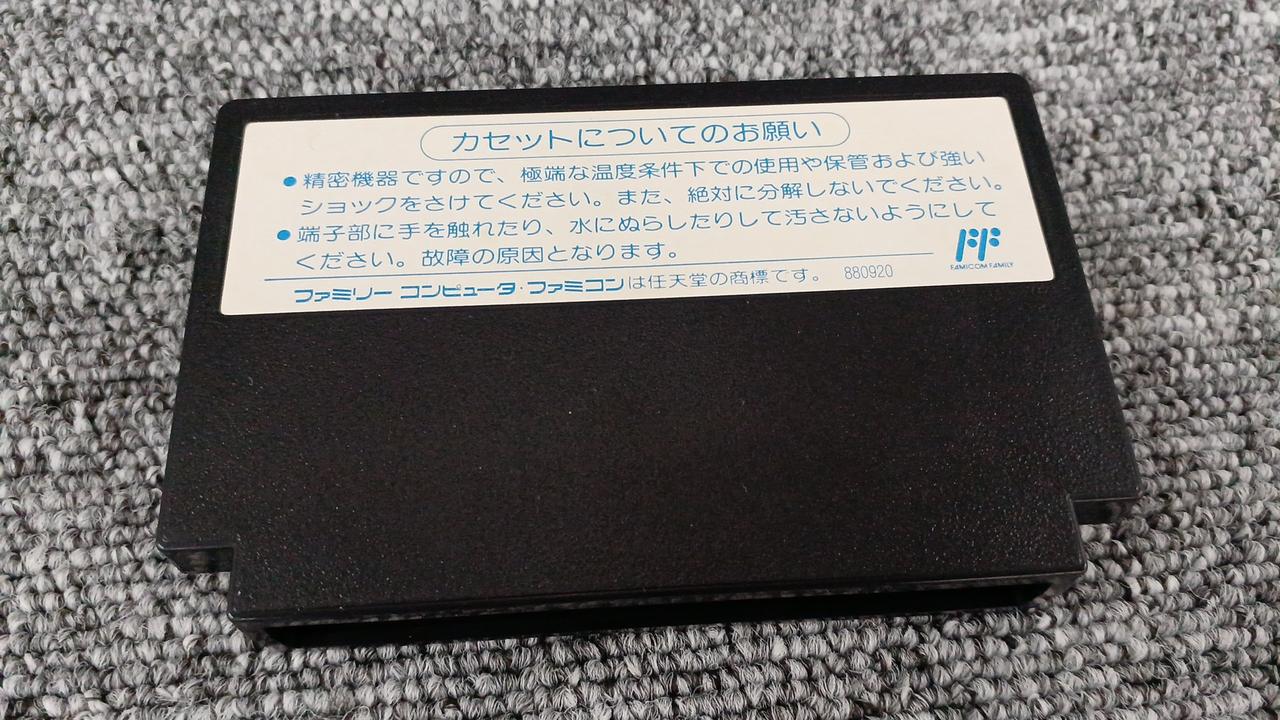 カセットについてのお願い
●精密機器ですので、極端な温度条件下での使用や保管および強い
ショックをさけてください。また、絶対に分解しないでください。
●端子部に手を触れたり、水にぬらしたりして汚さないようにして
ください。故障の原因となります。
FF
FAMICOM FAMILY
ファミリー コンピュータ・ファミコンは任天堂の商標です。 880920